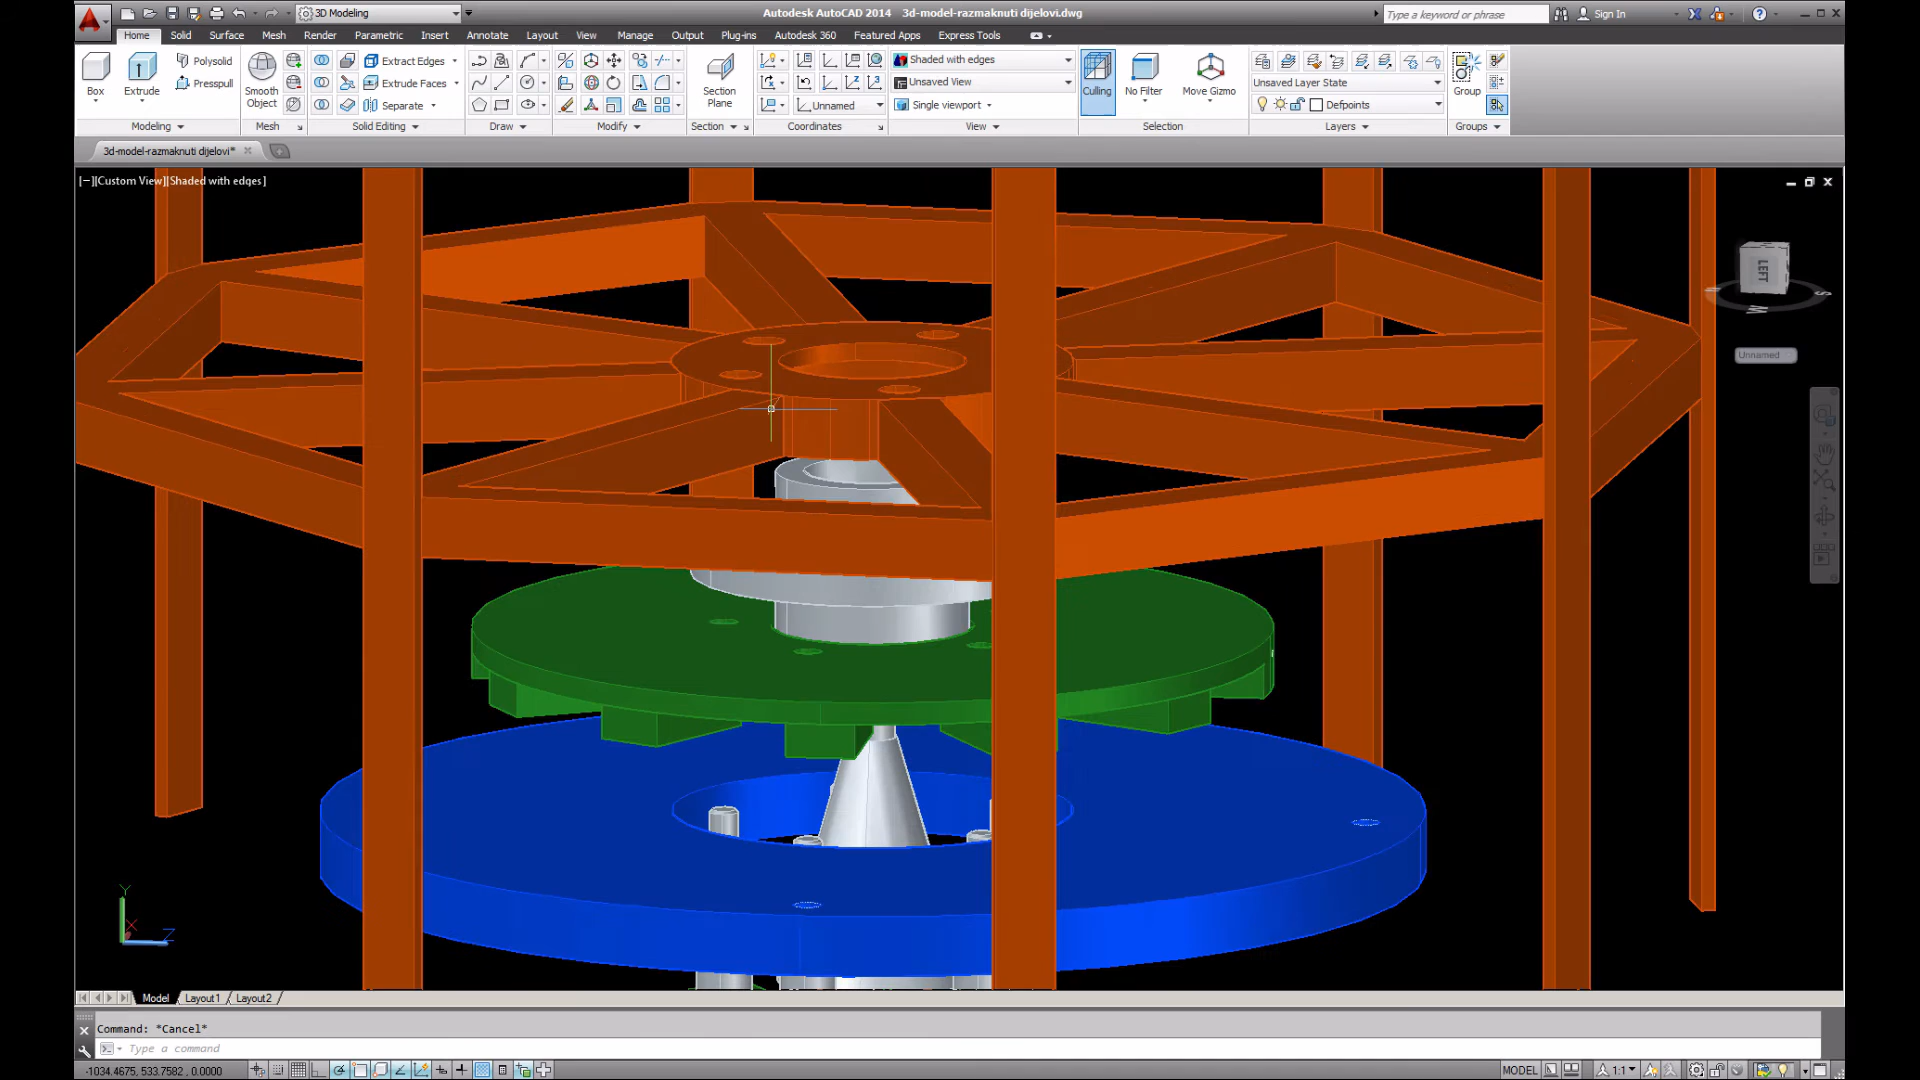 3D Modeling
Autodesk AutoCAD 2014 3d-model-razmaknuti dijelovi.dwg
Type a keyword or phrase
Sign In
Home Solid Surface Mesh Render Parametric Insert Annotate Layout View Manage Output Plug-ins Autodesk 360 Featured Apps Express Tools
Polysolid Extract Edges Shaded with edges Unsaved Layer State
Presspull Extrude Faces Unsaved View
Box Extrude Smooth Object Separate Section Plane Unnamed Single viewport Culling No Filter Move Gizmo Defpoints Group
Modeling Mesh Solid Editing Draw Modify Section Coordinates View Selection Layers Groups
3d-model-razmaknuti dijelovi*
[−][Custom View][Shaded with edges]
LEFT
S
W
Unnamed
Y
X
Z
Model Layout1 Layout2
Command: *Cancel*
Type a command
-1034.4675, 533.7582 , 0.0000
MODEL
1:1